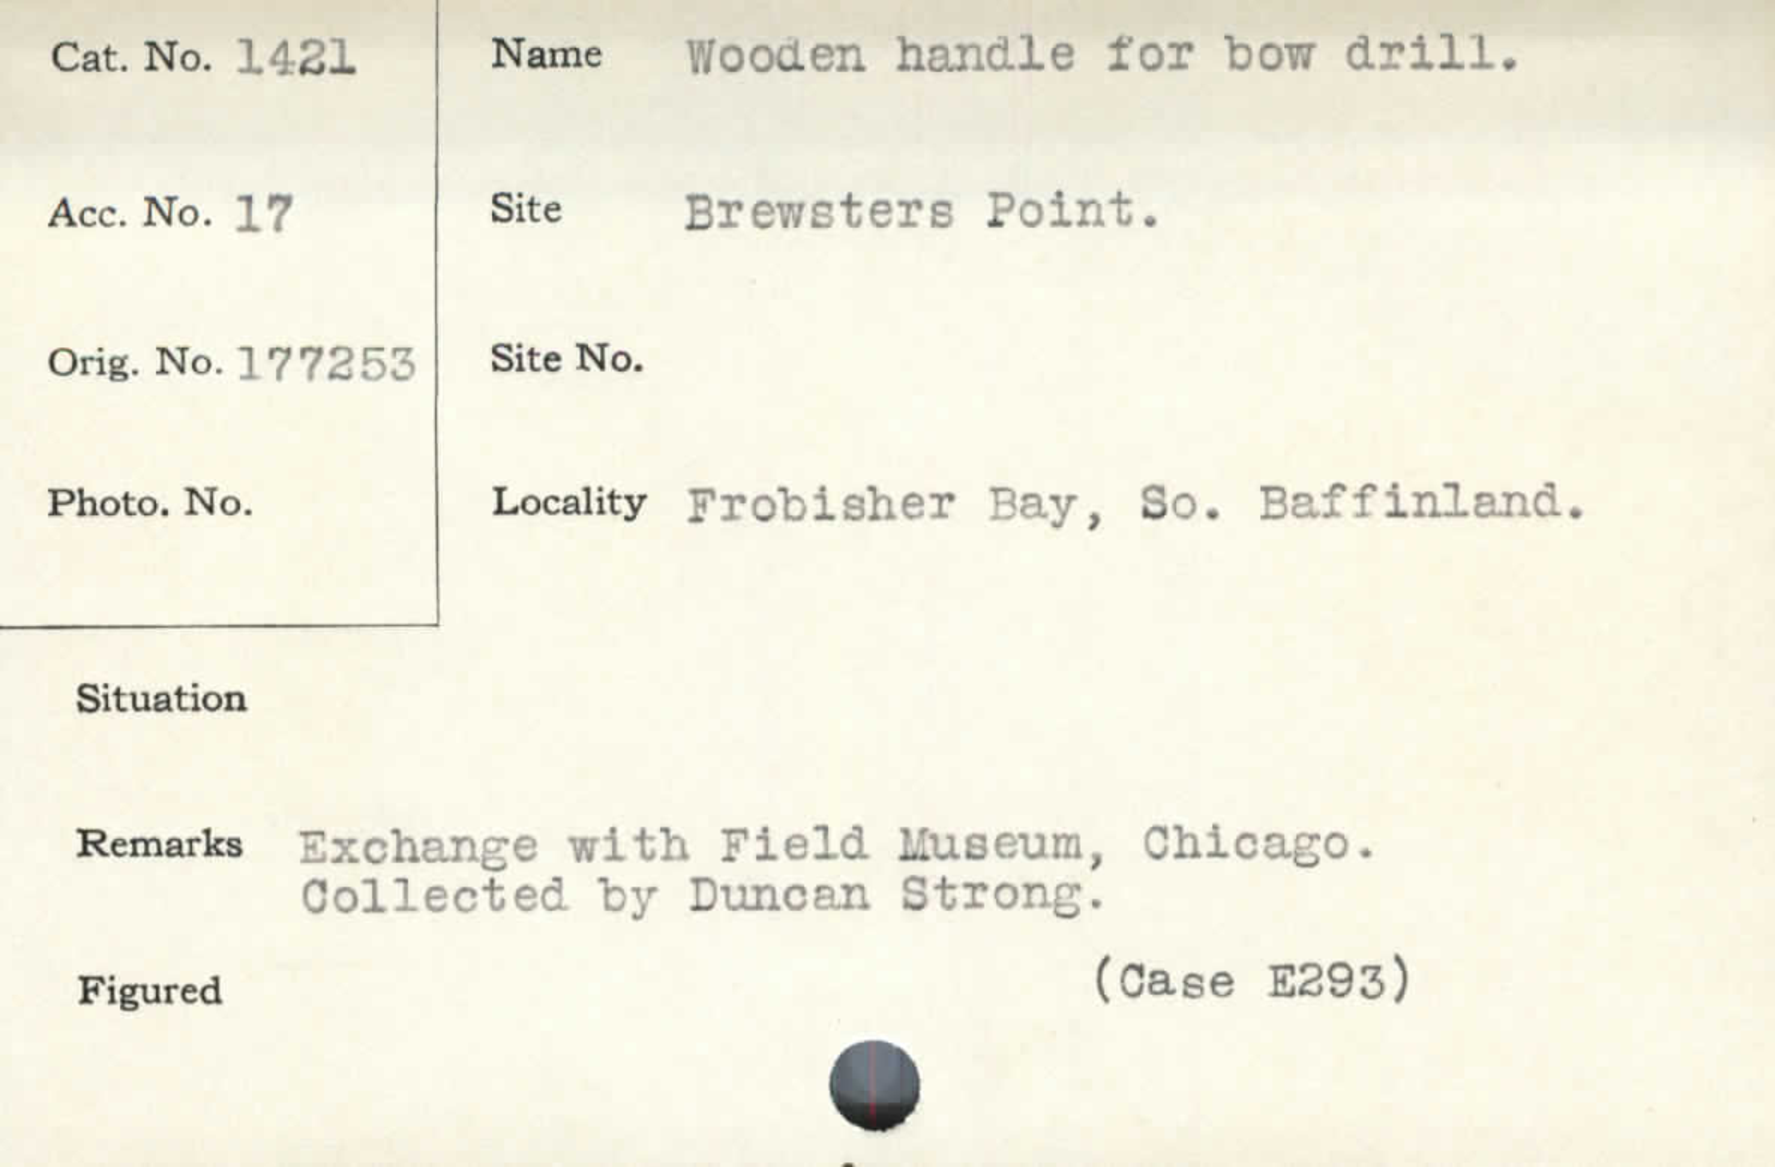 Cat. No. 1421
Name Wooden handle for bow drill.
Acc. No. 17
Site Brewsters Point.
Orig. No. 177253
Site No.
Photo. No.
Locality Frobisher Bay, So. Baffinland.
Situation
Remarks Exchange with Field Museum, Chicago.
Collected by Duncan Strong.
Figured
(Case E293)